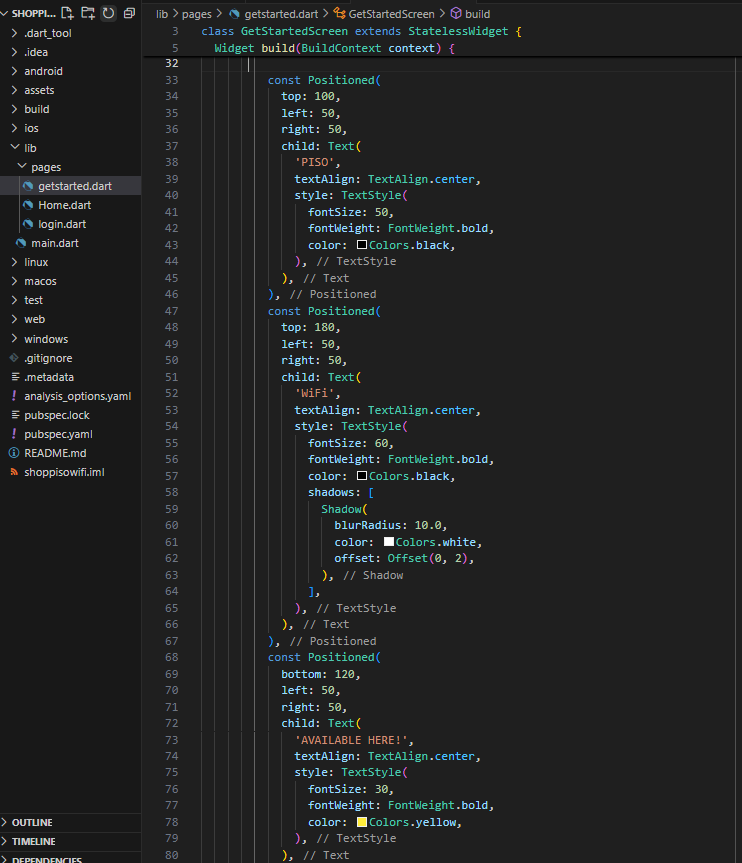 SHOPPI...
.dart_tool
.idea
android
assets
build
ios
lib
pages
getstarted.dart
Home.dart
login.dart
main.dart
linux
macos
test
web
windows
.gitignore
.metadata
analysis_options.yaml
pubspec.lock
pubspec.yaml
README.md
shoppisowifi.iml
OUTLINE
TIMELINE
DEPENDENCIES
lib > pages > getstarted.dart > GetStartedScreen > build
3 class GetStartedScreen extends StatelessWidget {
5 Widget build(BuildContext context) {
32
33 const Positioned(
34 top: 100,
35 left: 50,
36 right: 50,
37 child: Text(
38 'PISO',
39 textAlign: TextAlign.center,
40 style: TextStyle(
41 fontSize: 50,
42 fontWeight: FontWeight.bold,
43 color: Colors.black,
44 ), // TextStyle
45 ), // Text
46 ), // Positioned
47 const Positioned(
48 top: 180,
49 left: 50,
50 right: 50,
51 child: Text(
52 'WiFi',
53 textAlign: TextAlign.center,
54 style: TextStyle(
55 fontSize: 60,
56 fontWeight: FontWeight.bold,
57 color: Colors.black,
58 shadows: [
59 Shadow(
60 blurRadius: 10.0,
61 color: Colors.white,
62 offset: Offset(0, 2),
63 ), // Shadow
64 ],
65 ), // TextStyle
66 ), // Text
67 ), // Positioned
68 const Positioned(
69 bottom: 120,
70 left: 50,
71 right: 50,
72 child: Text(
73 'AVAILABLE HERE!',
74 textAlign: TextAlign.center,
75 style: TextStyle(
76 fontSize: 30,
77 fontWeight: FontWeight.bold,
78 color: Colors.yellow,
79 ), // TextStyle
80 ), // Text